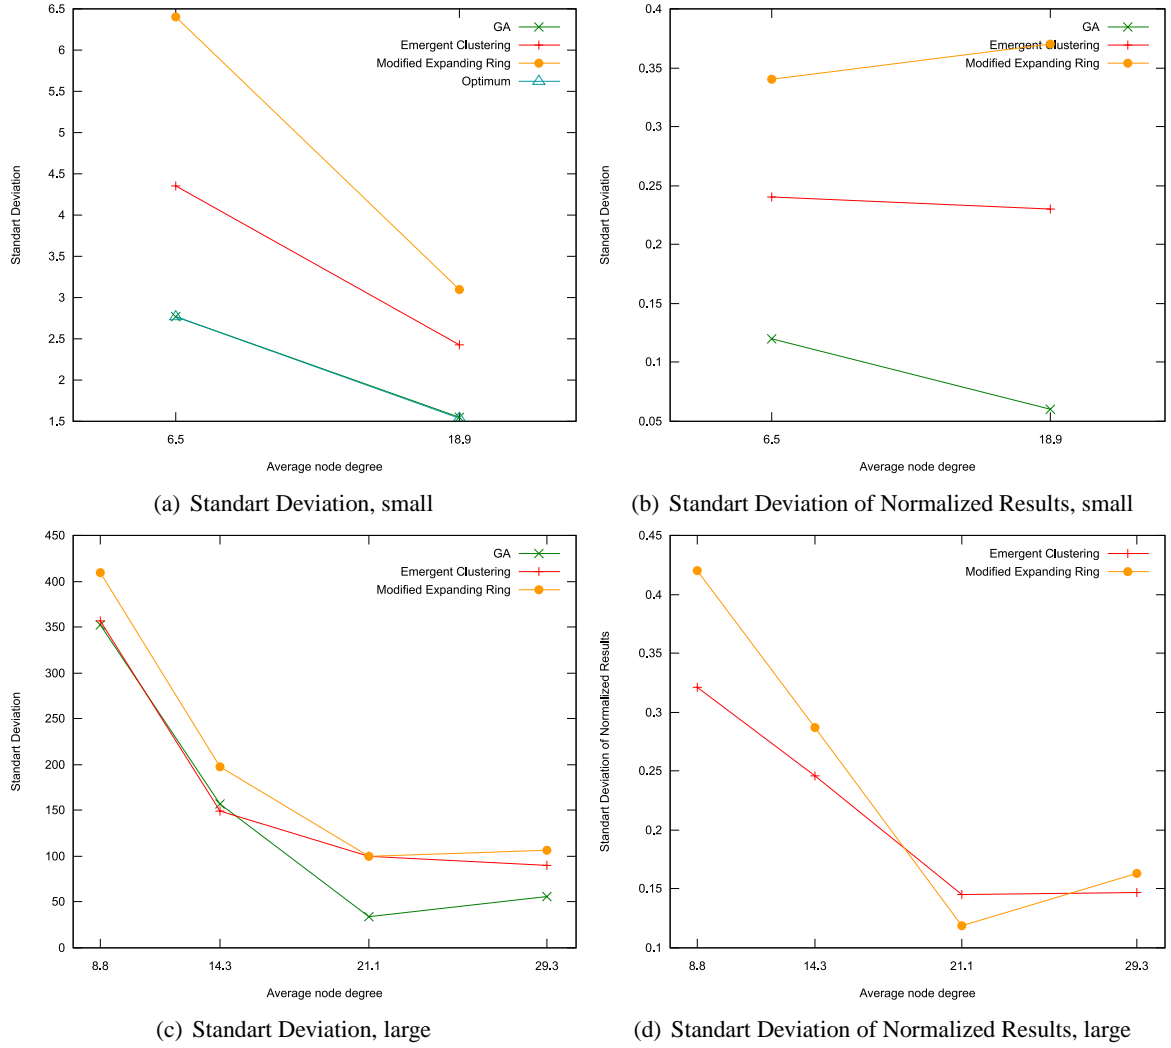 6.5
6
5.5
5
4.5
4
3.5
3
2.5
2
1.5
Standart Deviation
GA
Emergent Clustering
Modified Expanding Ring
Optimum
6.5 18.9
Average node degree
(a) Standart Deviation, small
0.4
0.35
0.3
0.25
0.2
0.15
0.1
0.05
Standart Deviation
GA
Emergent Clustering
Modified Expanding Ring
6.5 18.9
Average node degree
(b) Standart Deviation of Normalized Results, small
450
400
350
300
250
200
150
100
50
0
Standart Deviation
GA
Emergent Clustering
Modified Expanding Ring
8.8 14.3 21.1 29.3
Average node degree
(c) Standart Deviation, large
0.45
0.4
0.35
0.3
0.25
0.2
0.15
0.1
Standart Deviation of Normalized Results
Emergent Clustering
Modified Expanding Ring
8.8 14.3 21.1 29.3
Average node degree
(d) Standart Deviation of Normalized Results, large